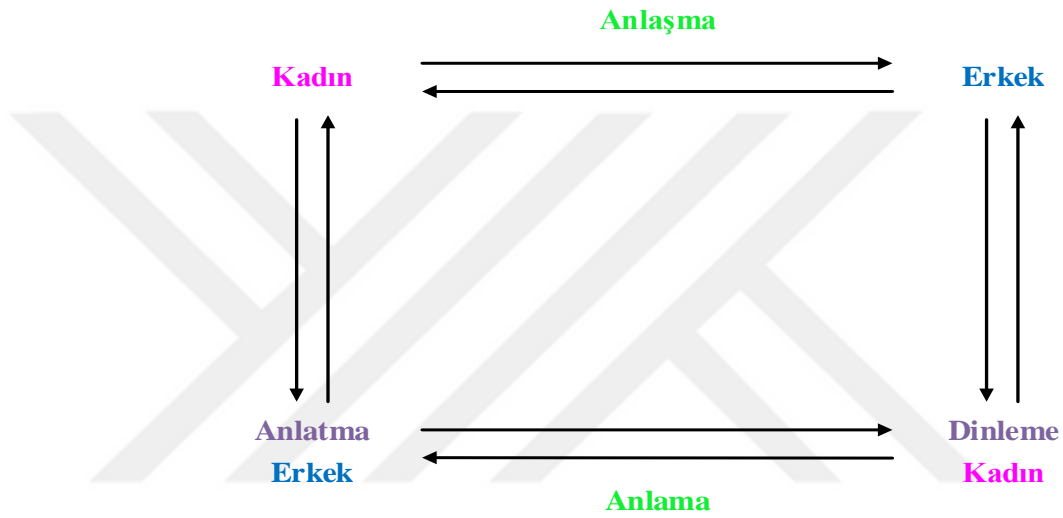 Anlaşma
Kadın Erkek
Anlatma Dinleme
Erkek Kadın
Anlama